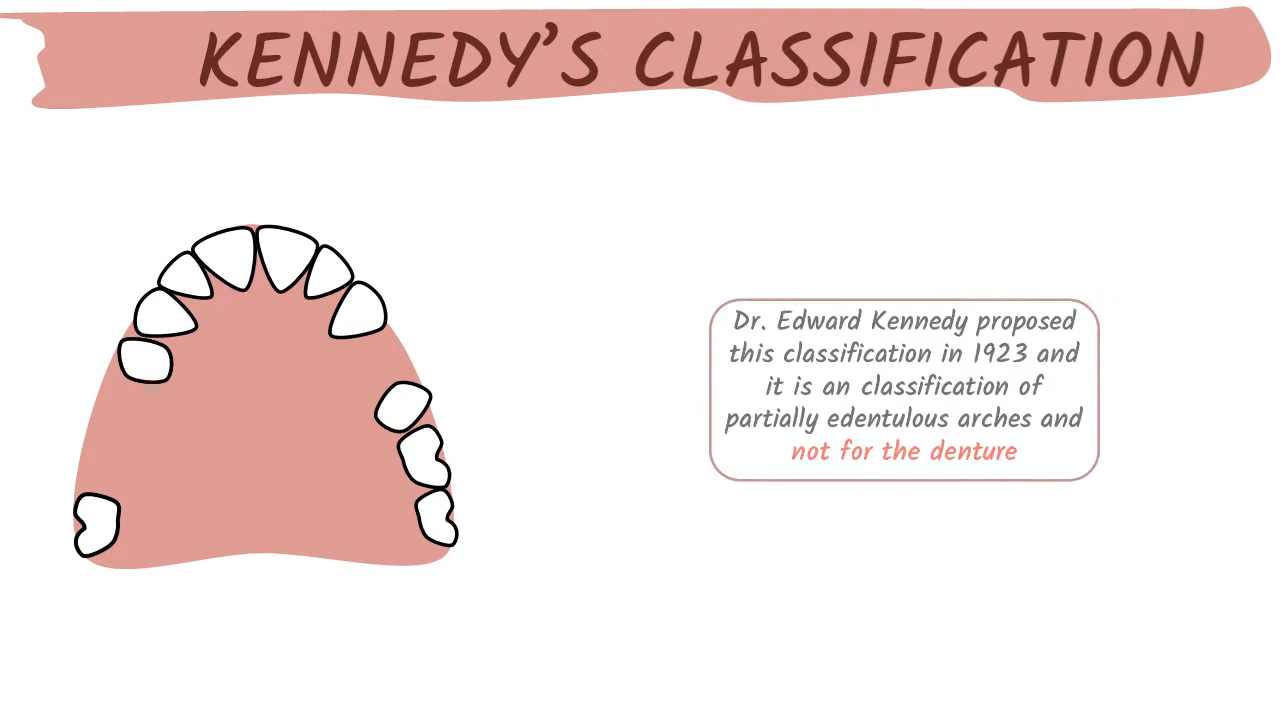 KENNEDY'S CLASSIFICATION
Dr. Edward Kennedy proposed
this classification in 1923 and
it is an classification of
partially edentulous arches and
not for the denture